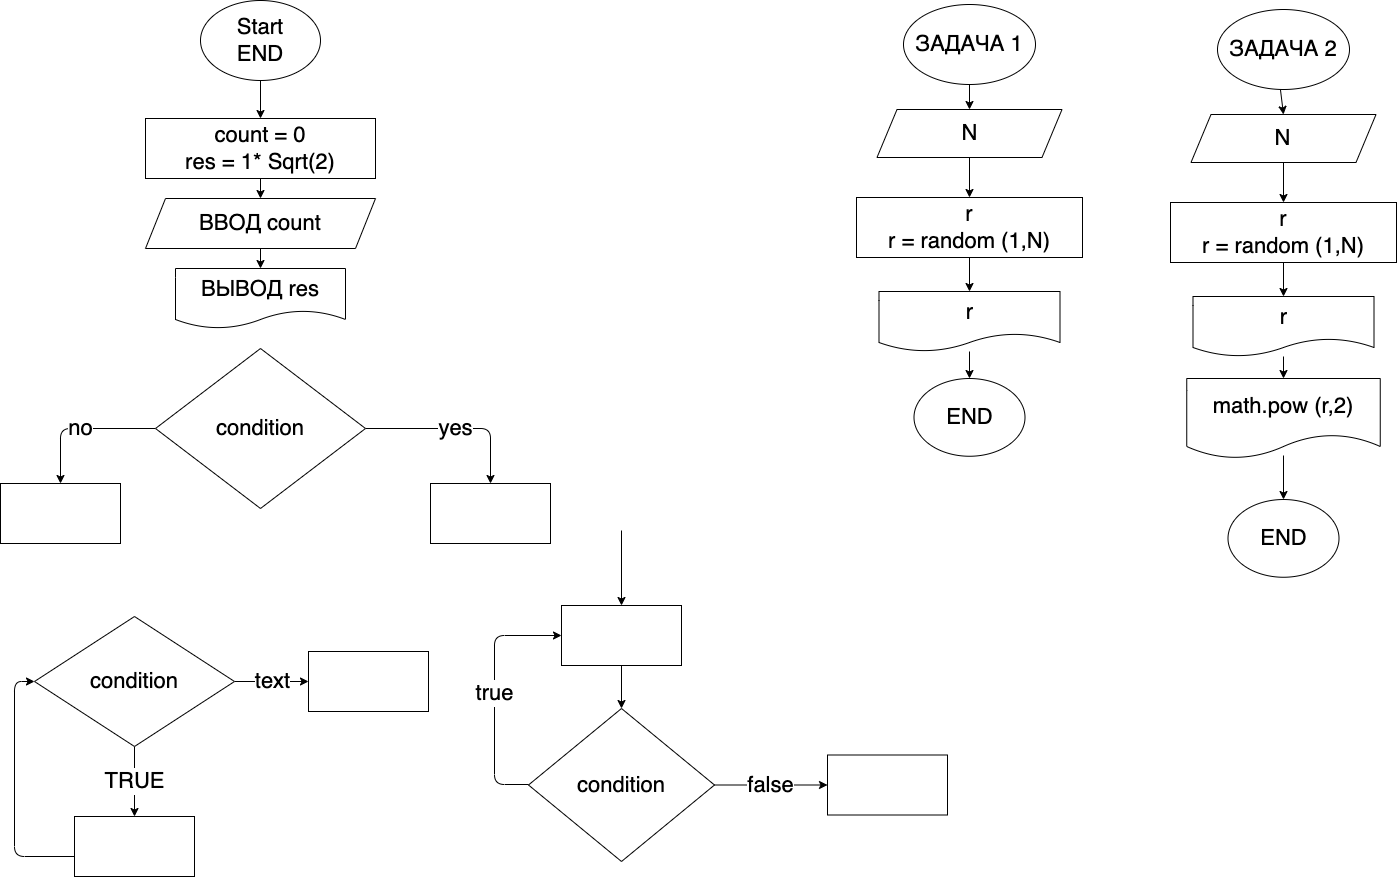 Start
END
count = 0
res = 1* Sqrt(2)
ВВОД count
ВЫВОД res
condition
no
yes
condition
text
TRUE
true
condition
false
ЗАДАЧА 1
N
r
r = random (1,N)
r
END
ЗАДАЧА 2
N
r
r = random (1,N)
r
math.pow (r,2)
END